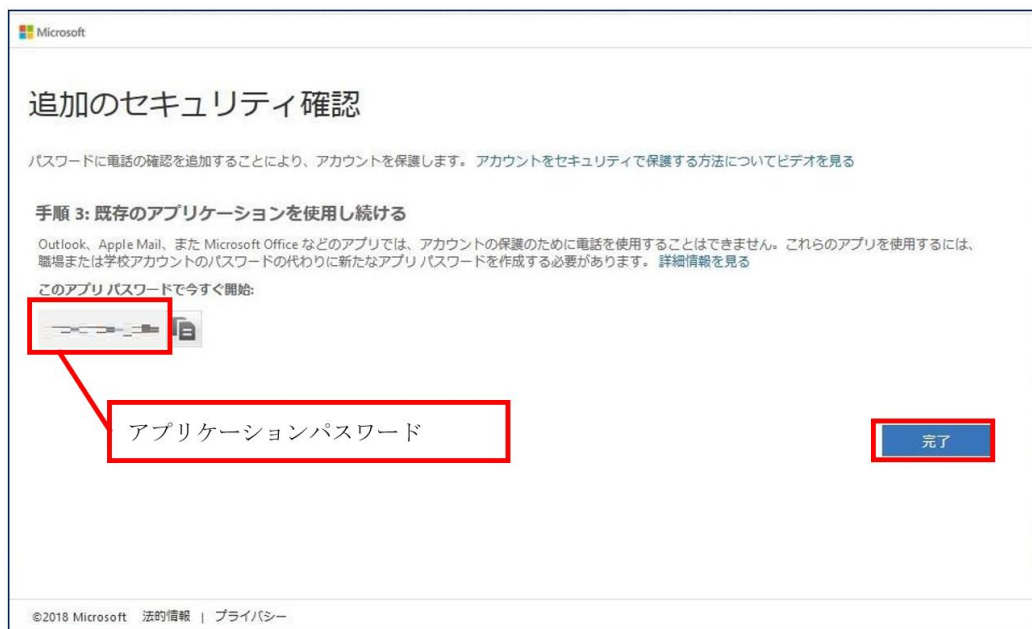 Microsoft
追加のセキュリティ確認
パスワードに電話の確認を追加することにより、アカウントを保護します。 アカウントをセキュリティで保護する方法についてビデオを見る
手順 3: 既存のアプリケーションを使用し続ける
Outlook、Apple Mail、また Microsoft Office などのアプリでは、アカウントの保護のために電話を使用することはできません。これらのアプリを使用するには、
職場または学校アカウントのパスワードの代わりに新たなアプリ パスワードを作成する必要があります。 詳細情報を見る
このアプリ パスワードで今すぐ開始:
アプリケーションパスワード
完了
©2018 Microsoft 法的情報 | プライバシー